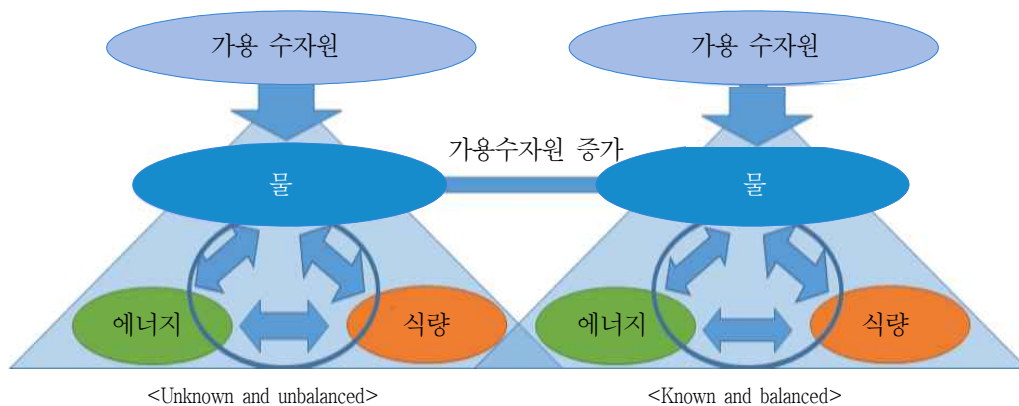 가용 수자원
가용 수자원
가용수자원 증가
물
물
에너지
식량
에너지
식량
<Unknown and unbalanced>
<Known and balanced>